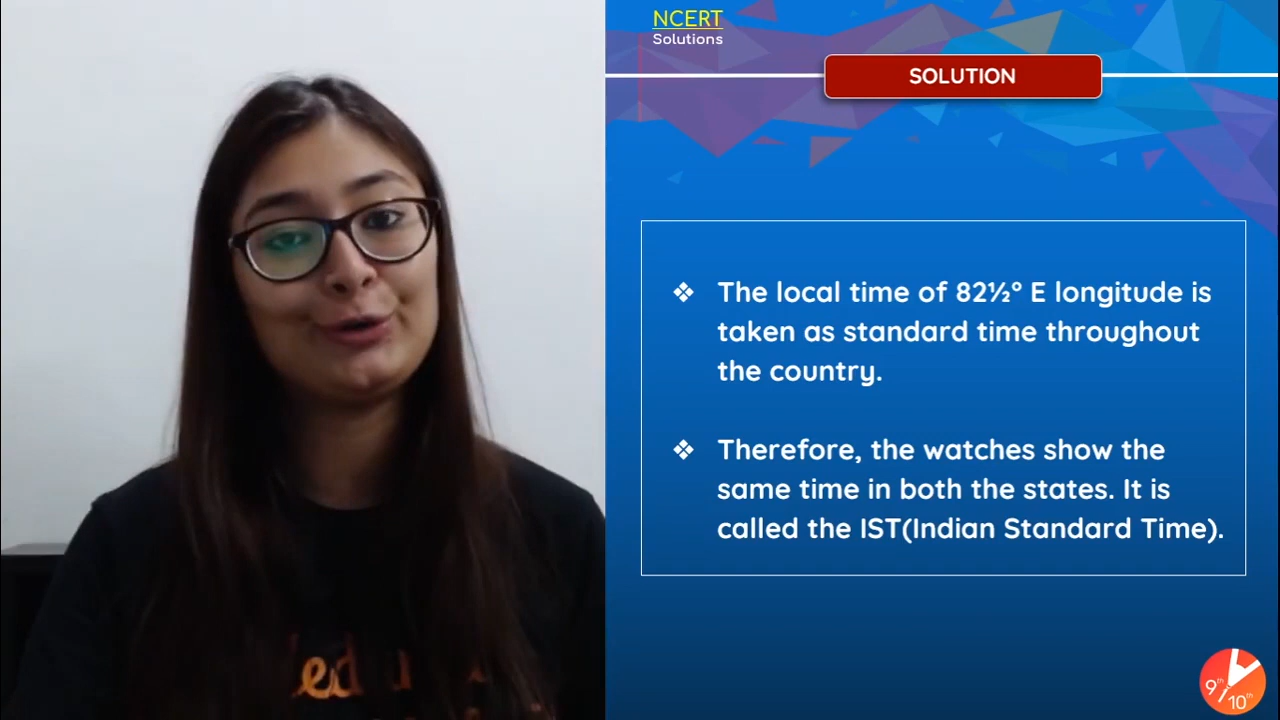 NCERT
Solutions
SOLUTION
❖ The local time of 82½° E longitude is
taken as standard time throughout
the country.
❖ Therefore, the watches show the
same time in both the states. It is
called the IST(Indian Standard Time).
9th
10th